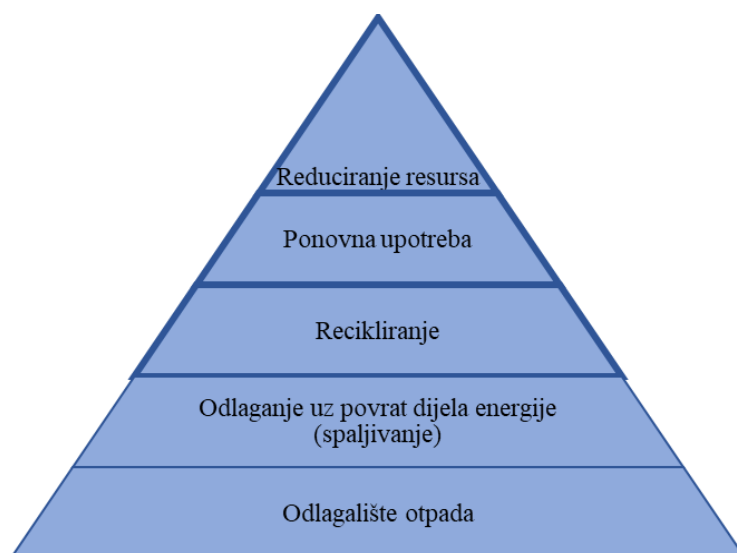 Reduciranje resursa
Ponovna upotreba
Recikliranje
Odlaganje uz povrat dijela energije
(spaljivanje)
Odlagalište otpada